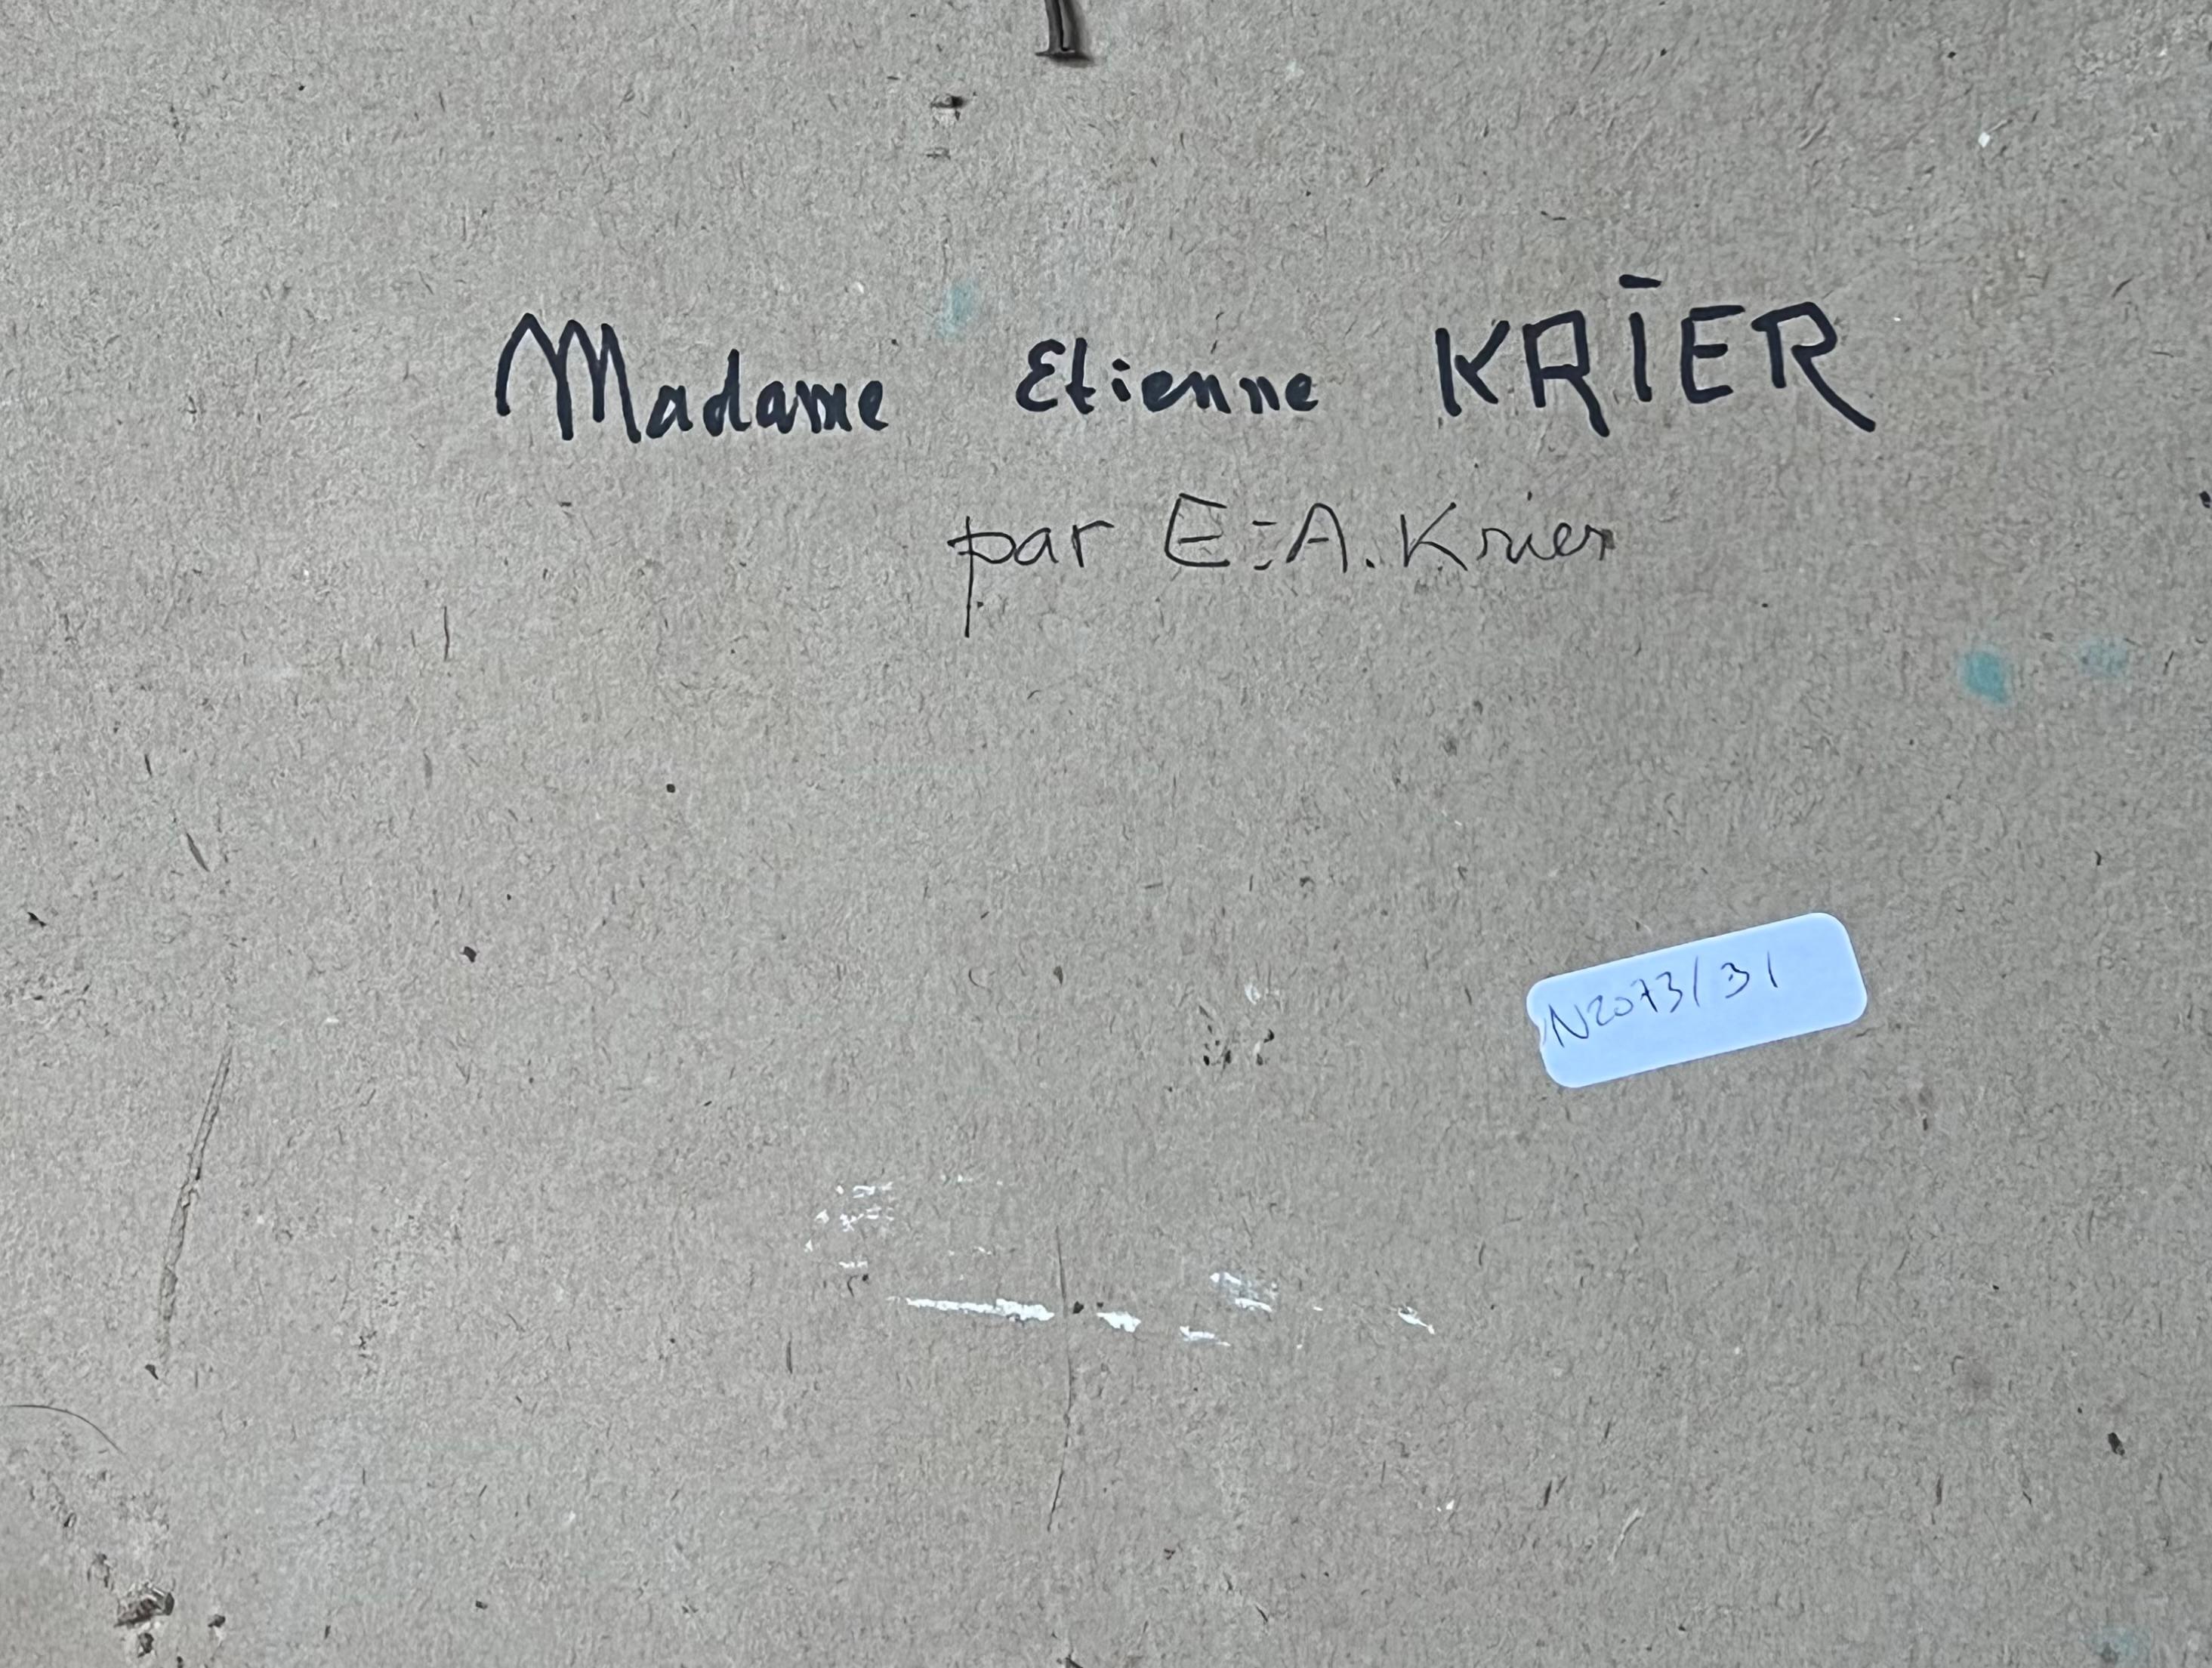 Madame Etienne KRIER
par E.A. Krier
N2073/31